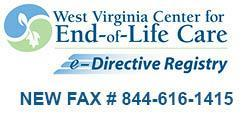 West Virginia Center for
End-of-Life Care
e-Directive Registry
NEW FAX # 844-616-1415